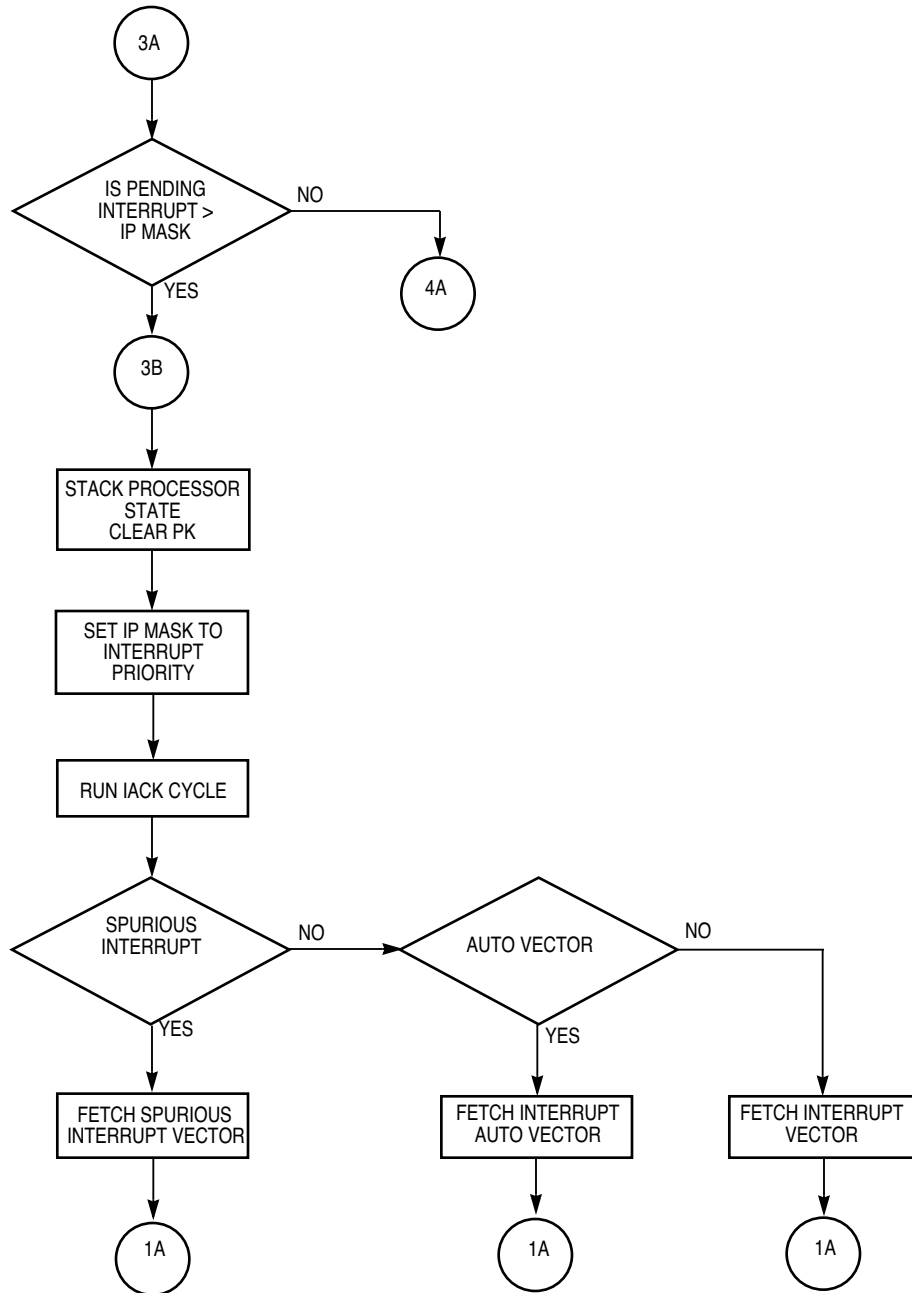 3A
IS PENDING
INTERRUPT >
IP MASK
NO
YES
4A
3B
STACK PROCESSOR
STATE
CLEAR PK
SET IP MASK TO
INTERRUPT
PRIORITY
RUN IACK CYCLE
SPURIOUS
INTERRUPT
NO
AUTO VECTOR
NO
YES
YES
FETCH SPURIOUS
INTERRUPT VECTOR
FETCH INTERRUPT
AUTO VECTOR
FETCH INTERRUPT
VECTOR
1A
1A
1A